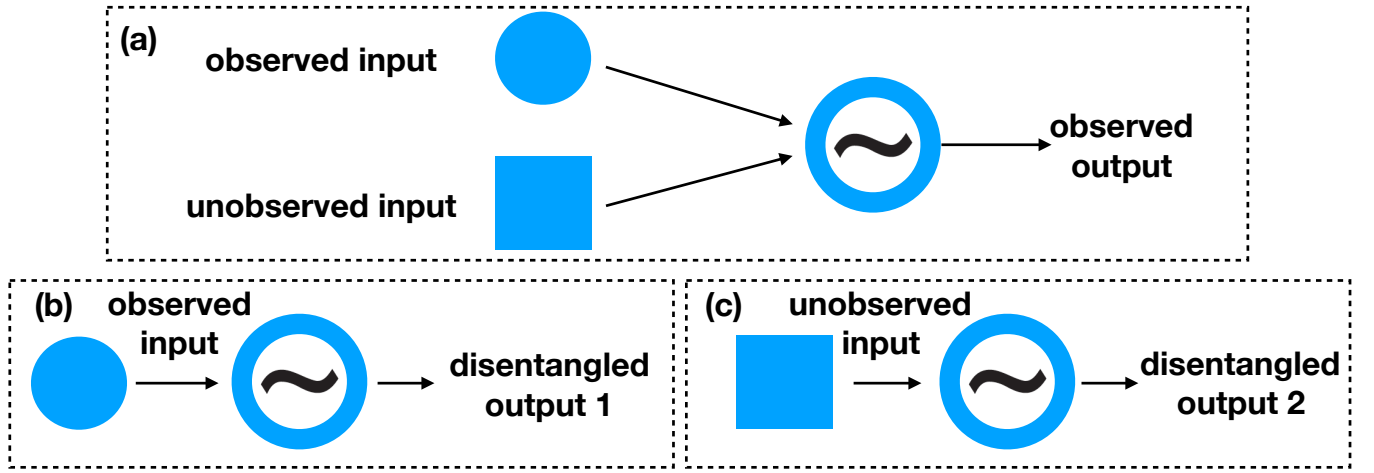 (a)
observed input
unobserved input
observed
output
(b)
observed
input
disentangled
output 1
(c)
unobserved
input
disentangled
output 2